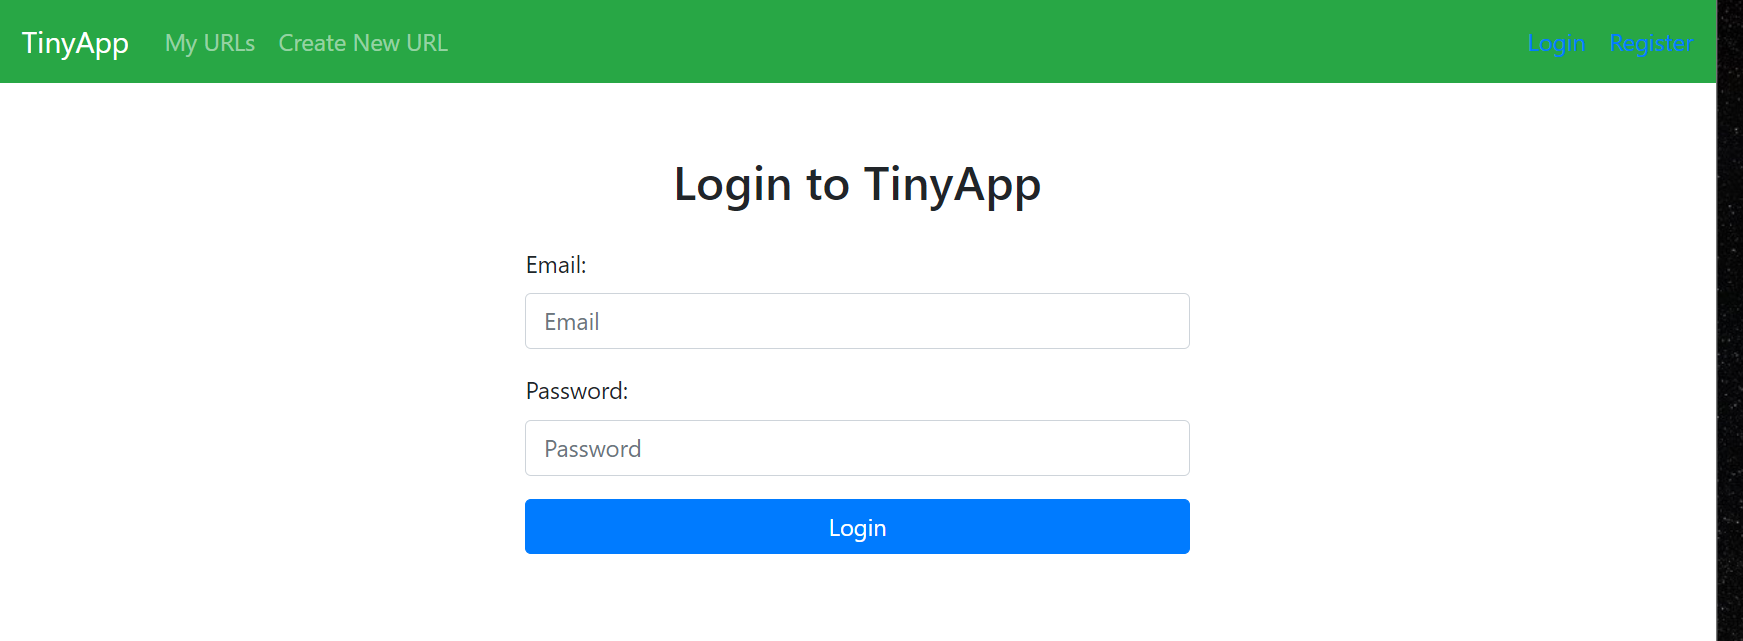 TinyApp My URLs Create New URL Login Register
Login to TinyApp
Email:
Email
Password:
Password
Login